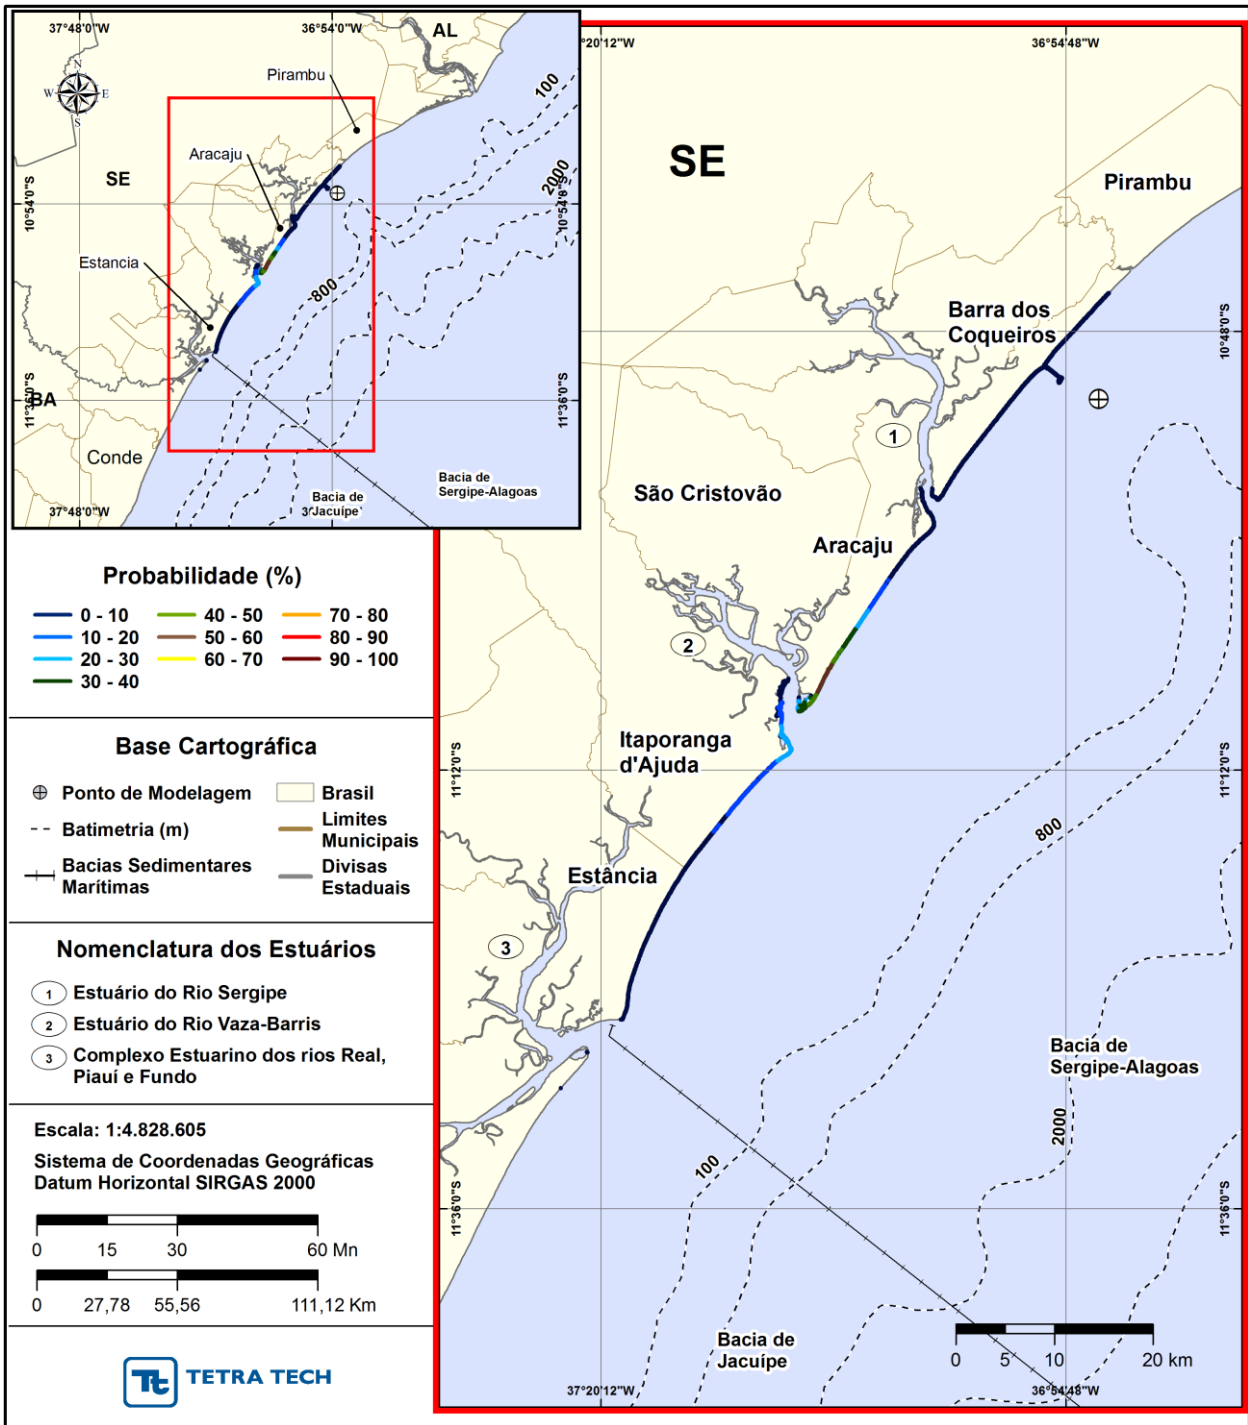 37°48'0"W
36°54'0"W
AL
Pirambu
N
W
E
S
100
Aracaju
2000
SE
10°54'0"S
10°54'0"S
Estancia
800
BA
11°36'0"S
11°36'0"S
Conde
Bacia de
Sergipe-Alagoas
Bacia de
Jacuípe
37°48'0"W
°20'12"W
36°54'48"W
SE
Pirambu
Barra dos
Coqueiros
10°48'0"S
1
São Cristovão
Aracaju
2
Itaporanga
d'Ajuda
11°12'0"S
11°12'0"S
800
Estância
3
Bacia de
Sergipe-Alagoas
2000
100
11°36'0"S
11°36'0"S
Bacia de
Jacuípe
0 5 10 20 km
37°20'12"W
36°54'48"W
Probabilidade (%)
0 - 10 40 - 50 70 - 80
10 - 20 50 - 60 80 - 90
20 - 30 60 - 70 90 - 100
30 - 40
Base Cartográfica
Ponto de Modelagem Brasil
Batimetria (m) Limites
Municipais
Bacias Sedimentares
Marítimas
Divisas
Estaduais
Nomenclatura dos Estuários
1 Estuário do Rio Sergipe
2 Estuário do Rio Vaza-Barris
3 Complexo Estuarino dos rios Real,
Piauí e Fundo
Escala: 1:4.828.605
Sistema de Coordenadas Geográficas
Datum Horizontal SIRGAS 2000
0 15 30 60 Mn
0 27,78 55,56 111,12 Km
Tt TETRA TECH